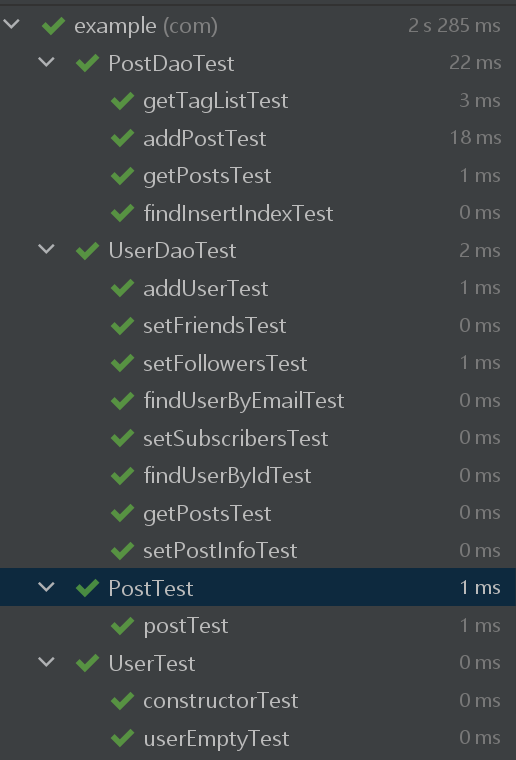 example (com) 2 s 285 ms
PostDaoTest 22 ms
getTagListTest 3 ms
addPostTest 18 ms
getPostsTest 1 ms
findInsertIndexTest 0 ms
UserDaoTest 2 ms
addUserTest 1 ms
setFriendsTest 0 ms
setFollowersTest 1 ms
findUserByEmailTest 0 ms
setSubscribersTest 0 ms
findUserByIdTest 0 ms
getPostsTest 0 ms
setPostInfoTest 0 ms
PostTest 1 ms
postTest 1 ms
UserTest 0 ms
constructorTest 0 ms
userEmptyTest 0 ms